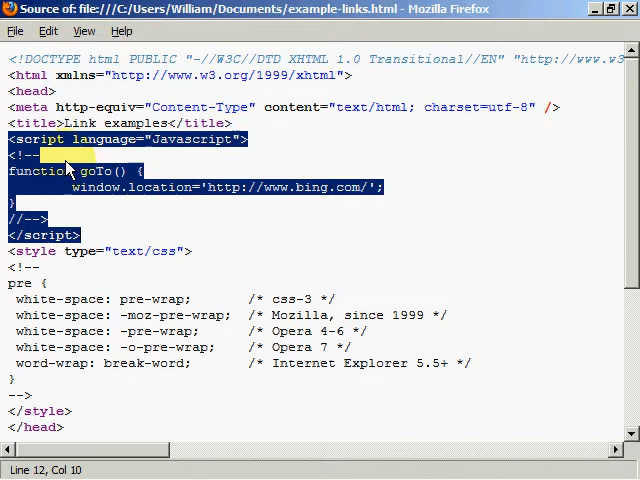 Source of: file:///C:/Users/William/Documents/example-links.html - Mozilla Firefox
File Edit View Help
<!DOCTYPE html PUBLIC "-//W3C//DTD XHTML 1.0 Transitional//EN" "http://www.w3
<html xmlns="http://www.w3.org/1999/xhtml">
<head>
<meta http-equiv="Content-Type" content="text/html; charset=utf-8" />
<title>Link examples</title>
<script language="Javascript">
<!--
function goTo() {
        window.location='http://www.bing.com/';
}
//-->
</script>
<style type="text/css">
<!--
pre {
 white-space: pre-wrap;       /* css-3 */
 white-space: -moz-pre-wrap;  /* Mozilla, since 1999 */
 white-space: -pre-wrap;      /* Opera 4-6 */
 white-space: -o-pre-wrap;    /* Opera 7 */
 word-wrap: break-word;       /* Internet Explorer 5.5+ */
}
-->
</style>
</head>
Line 12, Col 10